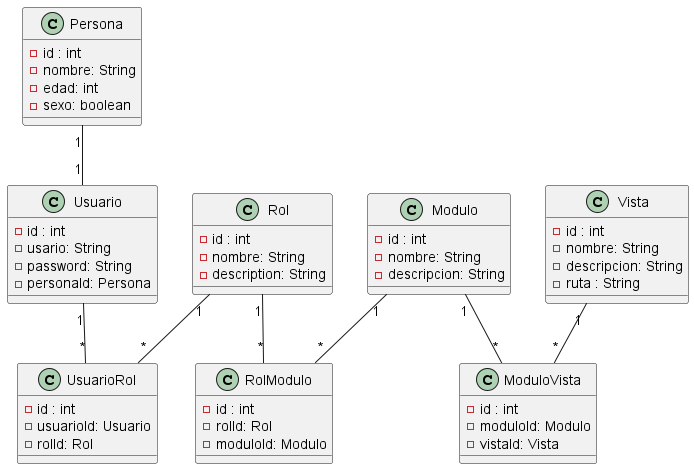 C Persona
id : int
nombre: String
edad: int
sexo: boolean
1
1
C Usuario
id : int
usario: String
password: String
personaId: Persona
C Rol
id : int
nombre: String
description: String
C Modulo
id : int
nombre: String
descripcion: String
C Vista
id : int
nombre: String
descripcion: String
ruta : String
1 1 1 1 1 1
* * * * * *
C UsuarioRol
id : int
usuarioId: Usuario
rolId: Rol
C RolModulo
id : int
rolId: Rol
moduloId: Modulo
C ModuloVista
id : int
moduloId: Modulo
vistaId: Vista